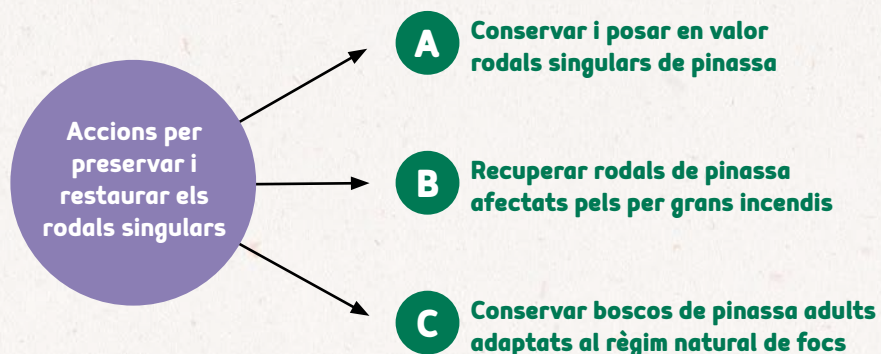 Accions per
preservar i
restaurar els
rodals singulars
A
Conservar i posar en valor
rodals singulars de pinassa
B
Recuperar rodals de pinassa
afectats pels per grans incendis
C
Conservar boscos de pinassa adults
adaptats al règim natural de focs